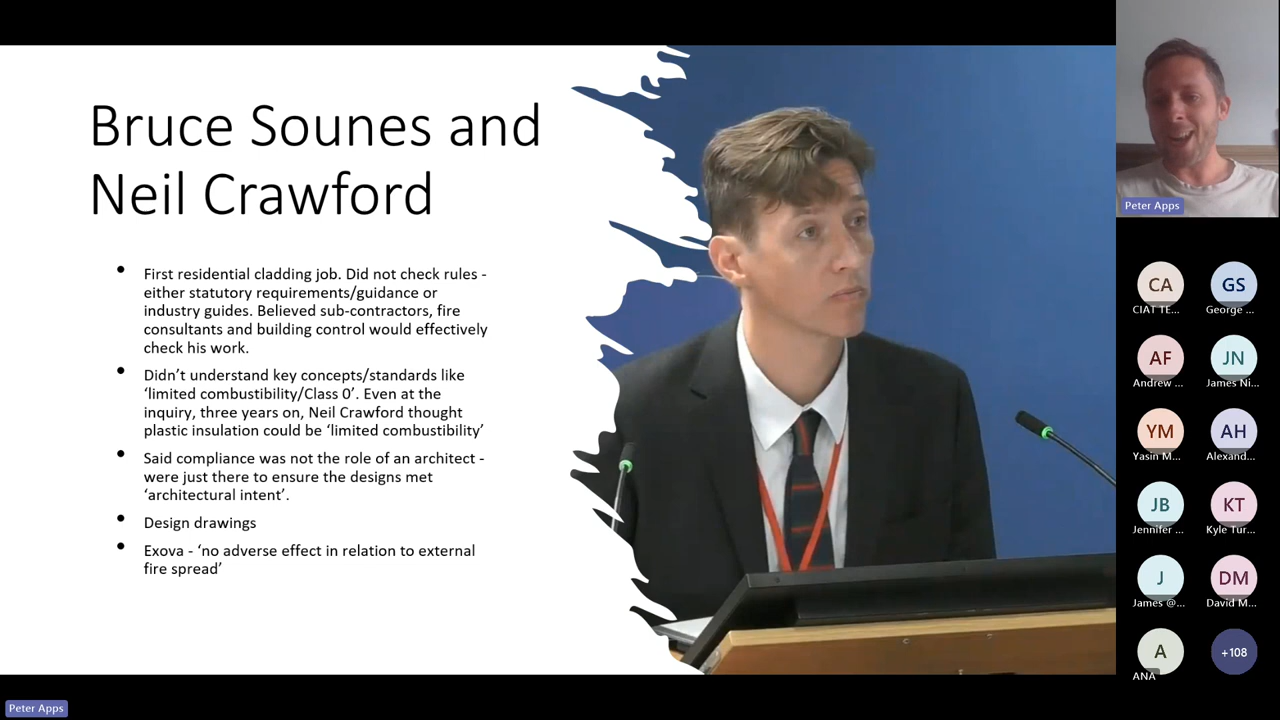 Bruce Sounes and
Neil Crawford
• First residential cladding job. Did not check rules -
either statutory requirements/guidance or
industry guides. Believed sub-contractors, fire
consultants and building control would effectively
check his work.
• Didn’t understand key concepts/standards like
‘limited combustibility/Class 0’. Even at the
inquiry, three years on, Neil Crawford thought
plastic insulation could be ‘limited combustibility’
• Said compliance was not the role of an architect -
were just there to ensure the designs met
‘architectural intent’.
• Design drawings
• Exova - ‘no adverse effect in relation to external
fire spread’
Peter Apps
CA
CIAT TE...
GS
George ...
AF
Andrew ...
JN
James Ni...
YM
Yasin M...
AH
Alexand...
JB
Jennifer ...
KT
Kyle Tur...
J
James @...
DM
David M...
A
ANA
+108
Peter Apps